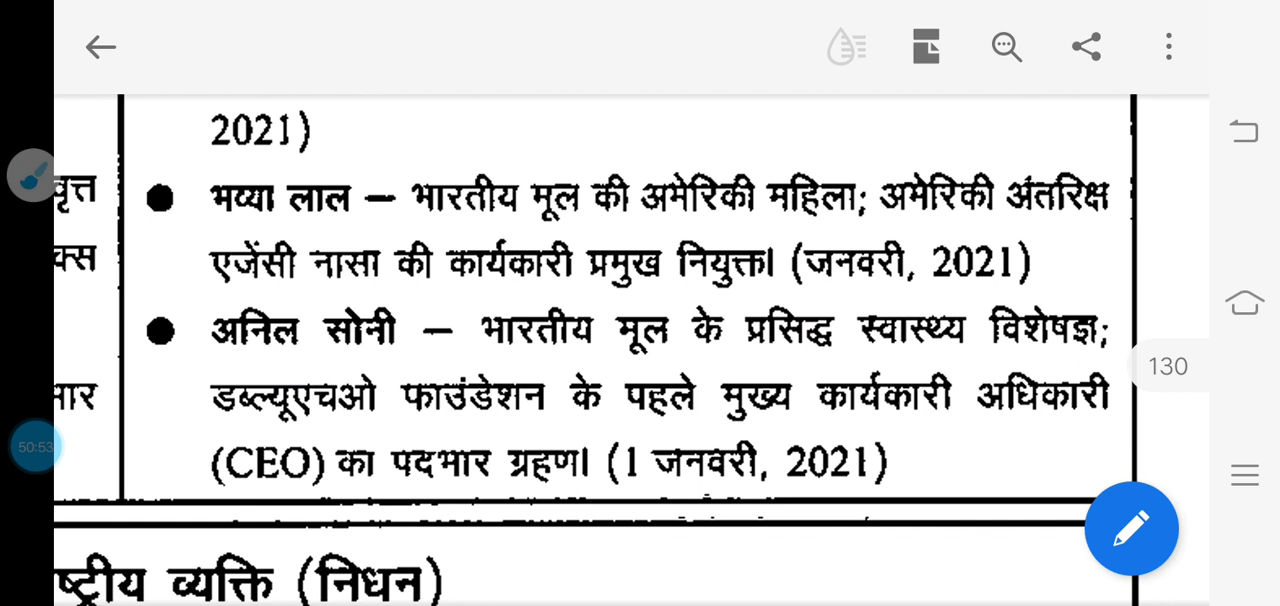 2021)
वृत्त
● भय्या लाल – भारतीय मूल की अमेरिकी महिला; अमेरिकी अंतरिक्ष
क्स
एजेंसी नासा की कार्यकारी प्रमुख नियुक्त। (जनवरी, 2021)
● अनिल सोनी – भारतीय मूल के प्रसिद्ध स्वास्थ्य विशेषज्ञ;
130
डब्ल्यूएचओ फाउंडेशन के पहले मुख्य कार्यकारी अधिकारी
50:53
(CEO) का पदभार ग्रहण। (1 जनवरी, 2021)
ष्ट्रीय व्यक्ति (निधन)